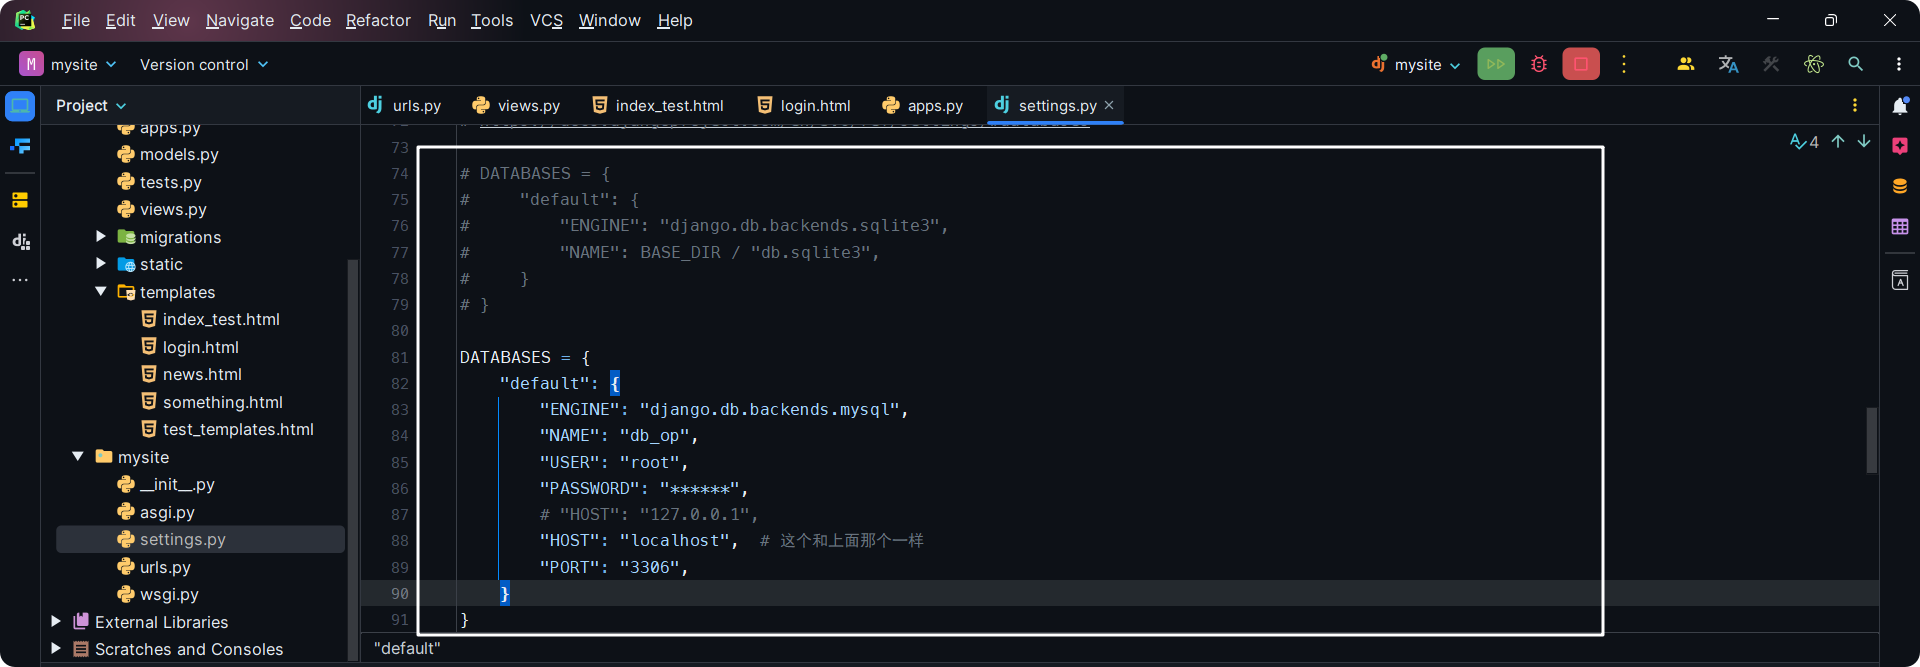 File Edit View Navigate Code Refactor Run Tools VCS Window Help
M mysite Version control mysite
Project
urls.py views.py index_test.html login.html apps.py settings.py
apps.py
models.py
tests.py
views.py
migrations
static
templates
index_test.html
login.html
news.html
something.html
test_templates.html
mysite
__init__.py
asgi.py
settings.py
urls.py
wsgi.py
External Libraries
Scratches and Consoles
4
73
74 # DATABASES = {
75 #     "default": {
76 #         "ENGINE": "django.db.backends.sqlite3",
77 #         "NAME": BASE_DIR / "db.sqlite3",
78 #     }
79 # }
80
81 DATABASES = {
82     "default": {
83         "ENGINE": "django.db.backends.mysql",
84         "NAME": "db_op",
85         "USER": "root",
86         "PASSWORD": "******",
87         # "HOST": "127.0.0.1",
88         "HOST": "localhost",  # 这个和上面那个一样
89         "PORT": "3306",
90     }
91 }
"default"